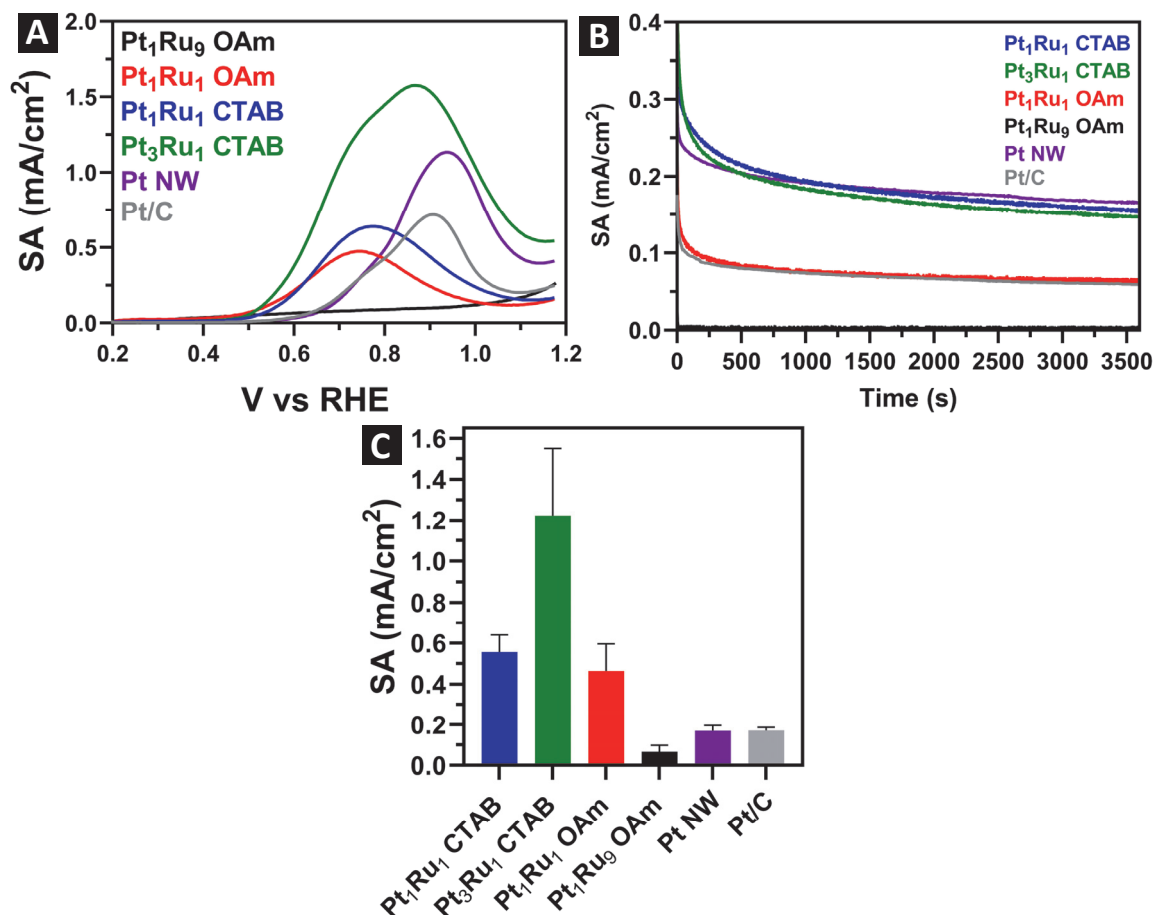 A
SA (mA/cm²)
2.0
1.5
1.0
0.5
0.0
Pt₁Ru₉ OAm
Pt₁Ru₁ OAm
Pt₁Ru₁ CTAB
Pt₃Ru₁ CTAB
Pt NW
Pt/C
0.2 0.4 0.6 0.8 1.0 1.2
V vs RHE
B
SA (mA/cm²)
0.4
0.3
0.2
0.1
0.0
Pt₁Ru₁ CTAB
Pt₃Ru₁ CTAB
Pt₁Ru₁ OAm
Pt₁Ru₉ OAm
Pt NW
Pt/C
0 500 1000 1500 2000 2500 3000 3500
Time (s)
C
SA (mA/cm²)
1.6
1.4
1.2
1.0
0.8
0.6
0.4
0.2
0.0
Pt₁Ru₁ CTAB
Pt₃Ru₁ CTAB
Pt₁Ru₁ OAm
Pt₁Ru₉ OAm
Pt NW
Pt/C